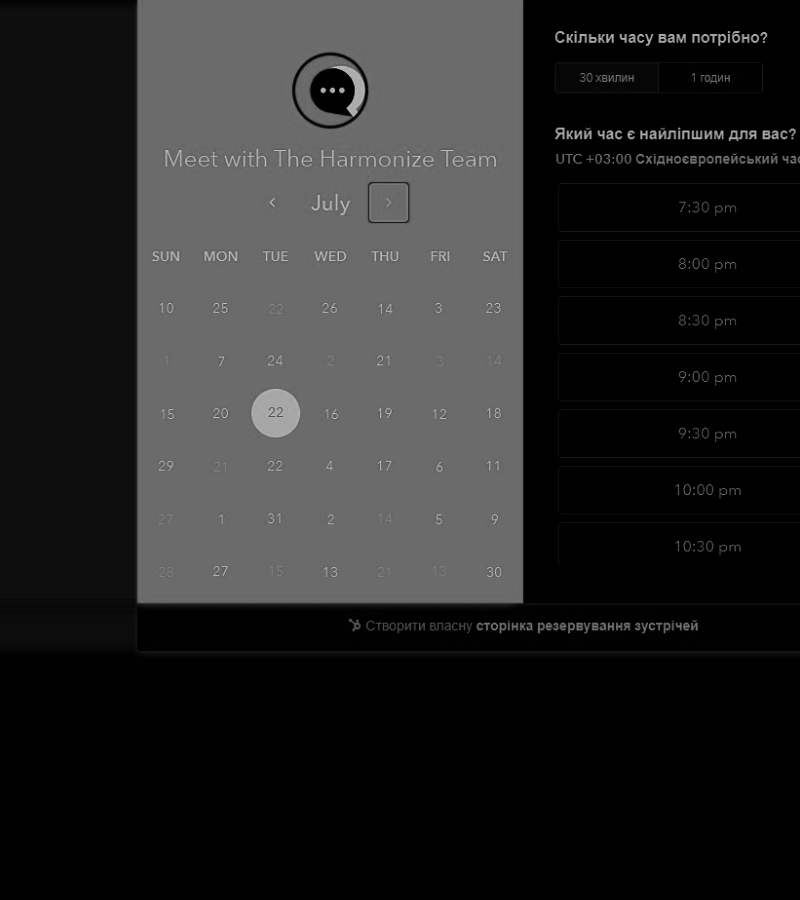 Meet with The Harmonize Team
July
SUN MON TUE WED THU FRI SAT
10 25 22 26 14 3 23
1 7 24 2 21 3 14
15 20 22 16 19 12 18
29 21 22 4 17 6 11
27 1 31 2 14 5 9
28 27 15 13 21 13 30
Скільки часу вам потрібно?
30 хвилин 1 годин
Який час є найліпшим для вас?
UTC +03:00 Східноєвропейський
7:30 pm
8:00 pm
8:30 pm
9:00 pm
9:30 pm
10:00 pm
10:30 pm
Створити власну сторінка резервування зустрічей